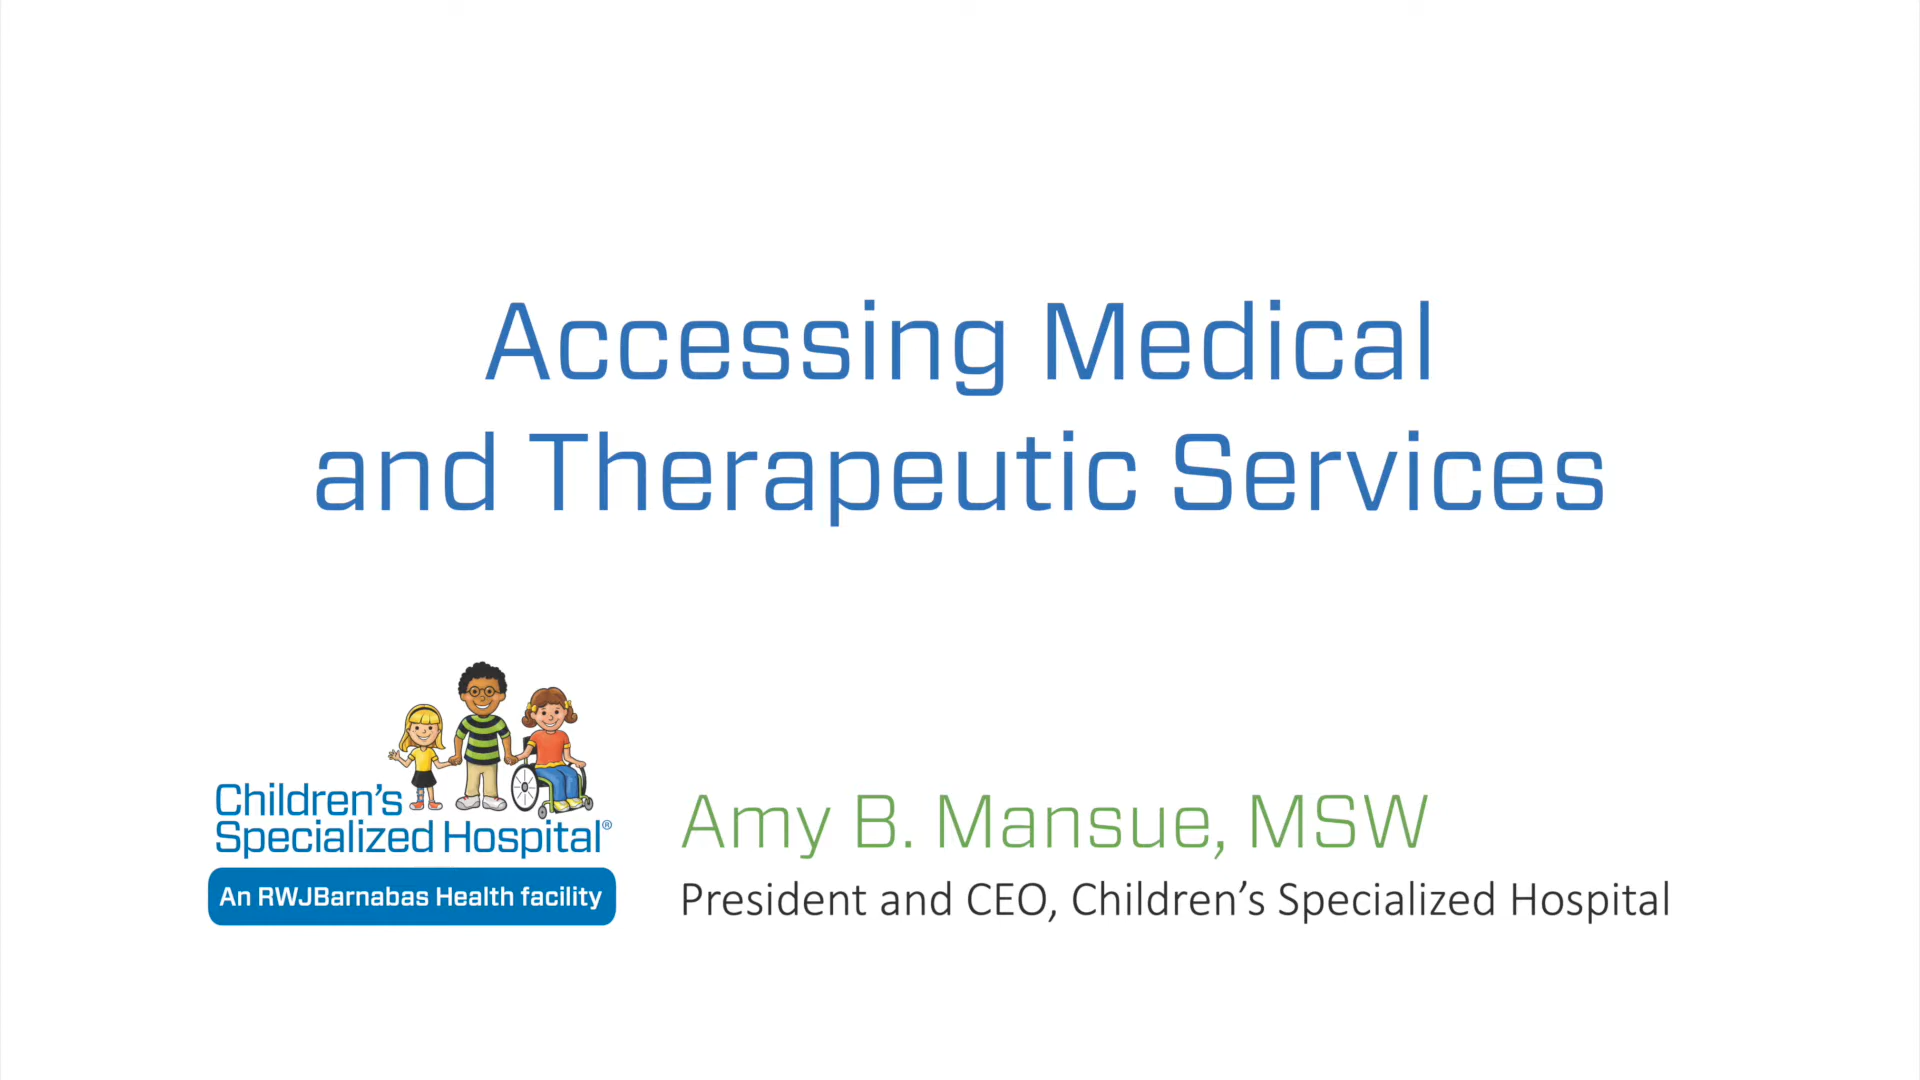 Accessing Medical
and Therapeutic Services
Children’s
Specialized Hospital®
An RWJBarnabas Health facility
Amy B. Mansue, MSW
President and CEO, Children’s Specialized Hospital